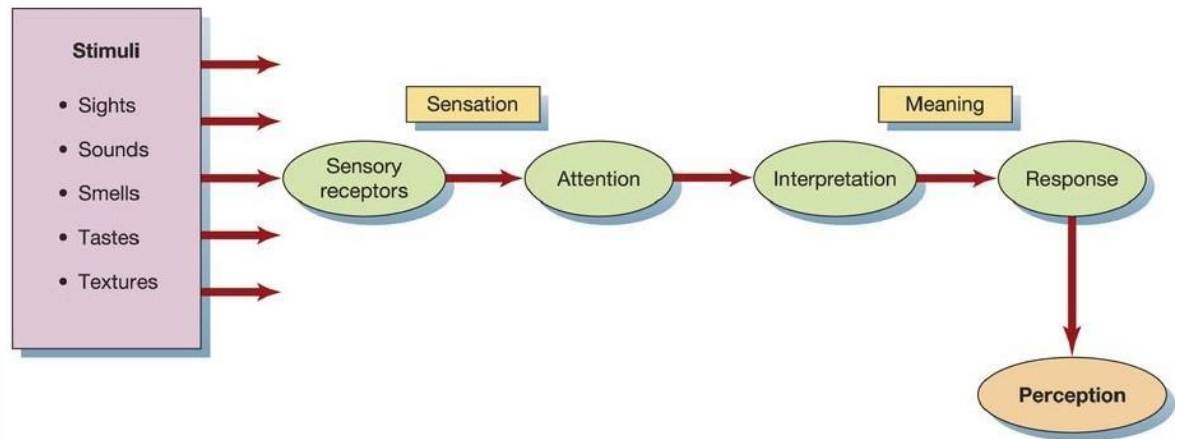 Stimuli
• Sights
• Sounds
• Smells
• Tastes
• Textures
Sensation
Meaning
Sensory
receptors
Attention
Interpretation
Response
Perception